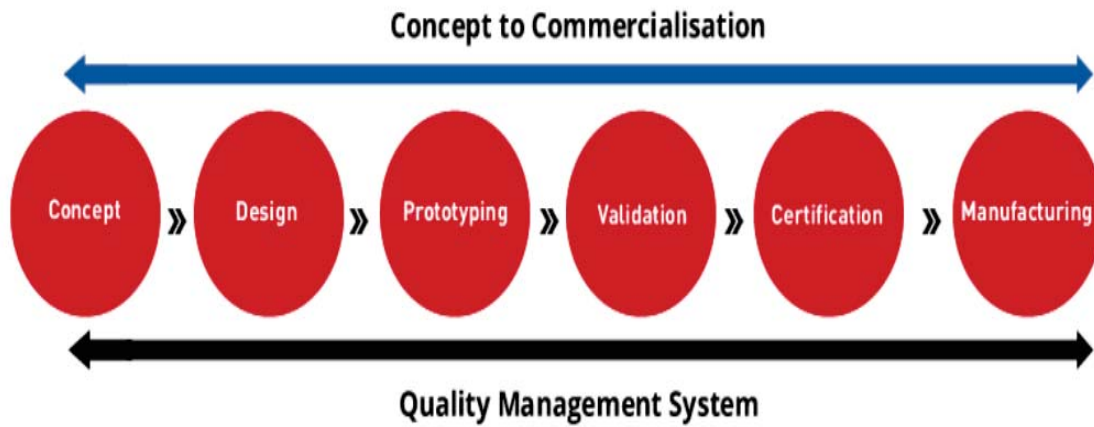 Concept to Commercialisation
Concept » Design » Prototyping » Validation » Certification » Manufacturing
Quality Management System